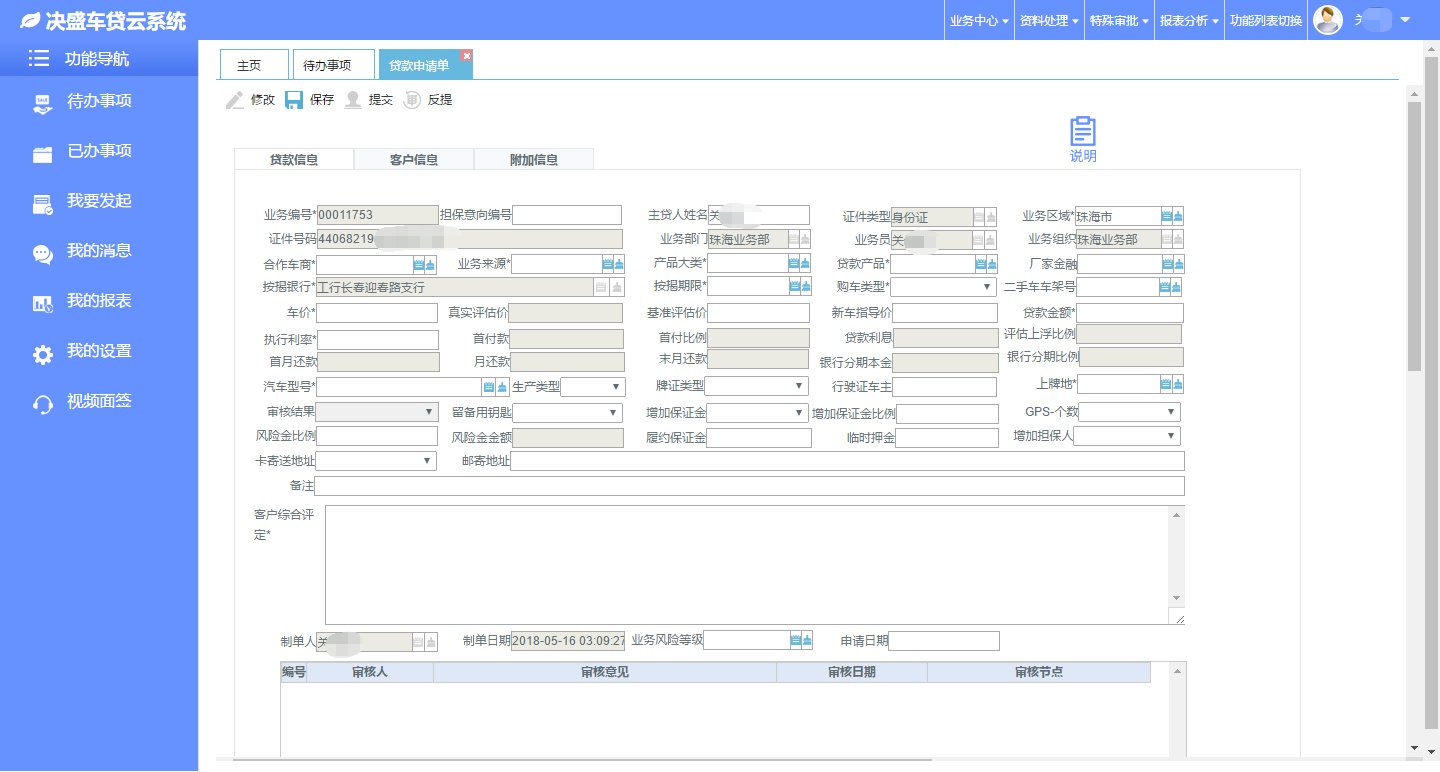 决盛车贷云系统
业务中心 资料处理 特殊审批 报表分析 功能列表切换 关
功能导航
待办事项
已办事项
我要发起
我的消息
我的报表
我的设置
视频面签
主页 待办事项 贷款申请单
修改 保存 提交 反提
说明
贷款信息 客户信息 附加信息
业务编号* 00011753 担保意向编号 主贷人姓名 关 证件类型 身份证 业务区域* 珠海市
证件号码 44068219 业务部门 珠海业务部 业务员 关 业务组织 珠海业务部
合作车商* 业务来源* 产品大类* 贷款产品* 厂家金融
按揭银行* 工行长春迎春路支行 按揭期限* 购车类型* 二手车车架号
车价* 真实评估价 基准评估价 新车指导价 贷款金额*
执行利率* 首付款 首付比例 贷款利息 评估上浮比例
首月还款 月还款 末月还款 银行分期本金 银行分期比例
汽车型号* 生产类型 牌证类型 行驶证车主 上牌地*
审核结果 留备用钥匙 增加保证金 增加保证金比例 GPS-个数
风险金比例 风险金金额 履约保证金 临时押金 增加担保人
卡寄送地址 邮寄地址
备注
客户综合评
定*
制单人 关 制单日期 2018-05-16 03:09:27 业务风险等级 申请日期
编号 审核人 审核意见 审核日期 审核节点